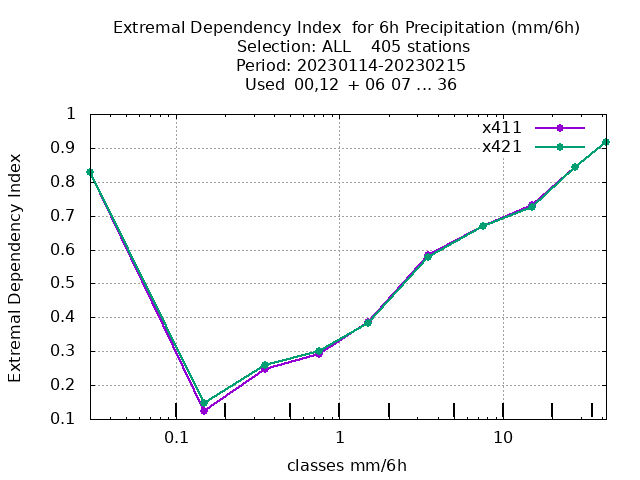 Extremal Dependency Index  for 6h Precipitation (mm/6h)
Selection: ALL    405 stations
Period: 20230114-20230215
Used  00,12  + 06 07 ... 36
x411
x421
1
0.9
0.8
0.7
0.6
0.5
0.4
0.3
0.2
0.1
Extremal Dependency Index
0.1 1 10
classes mm/6h